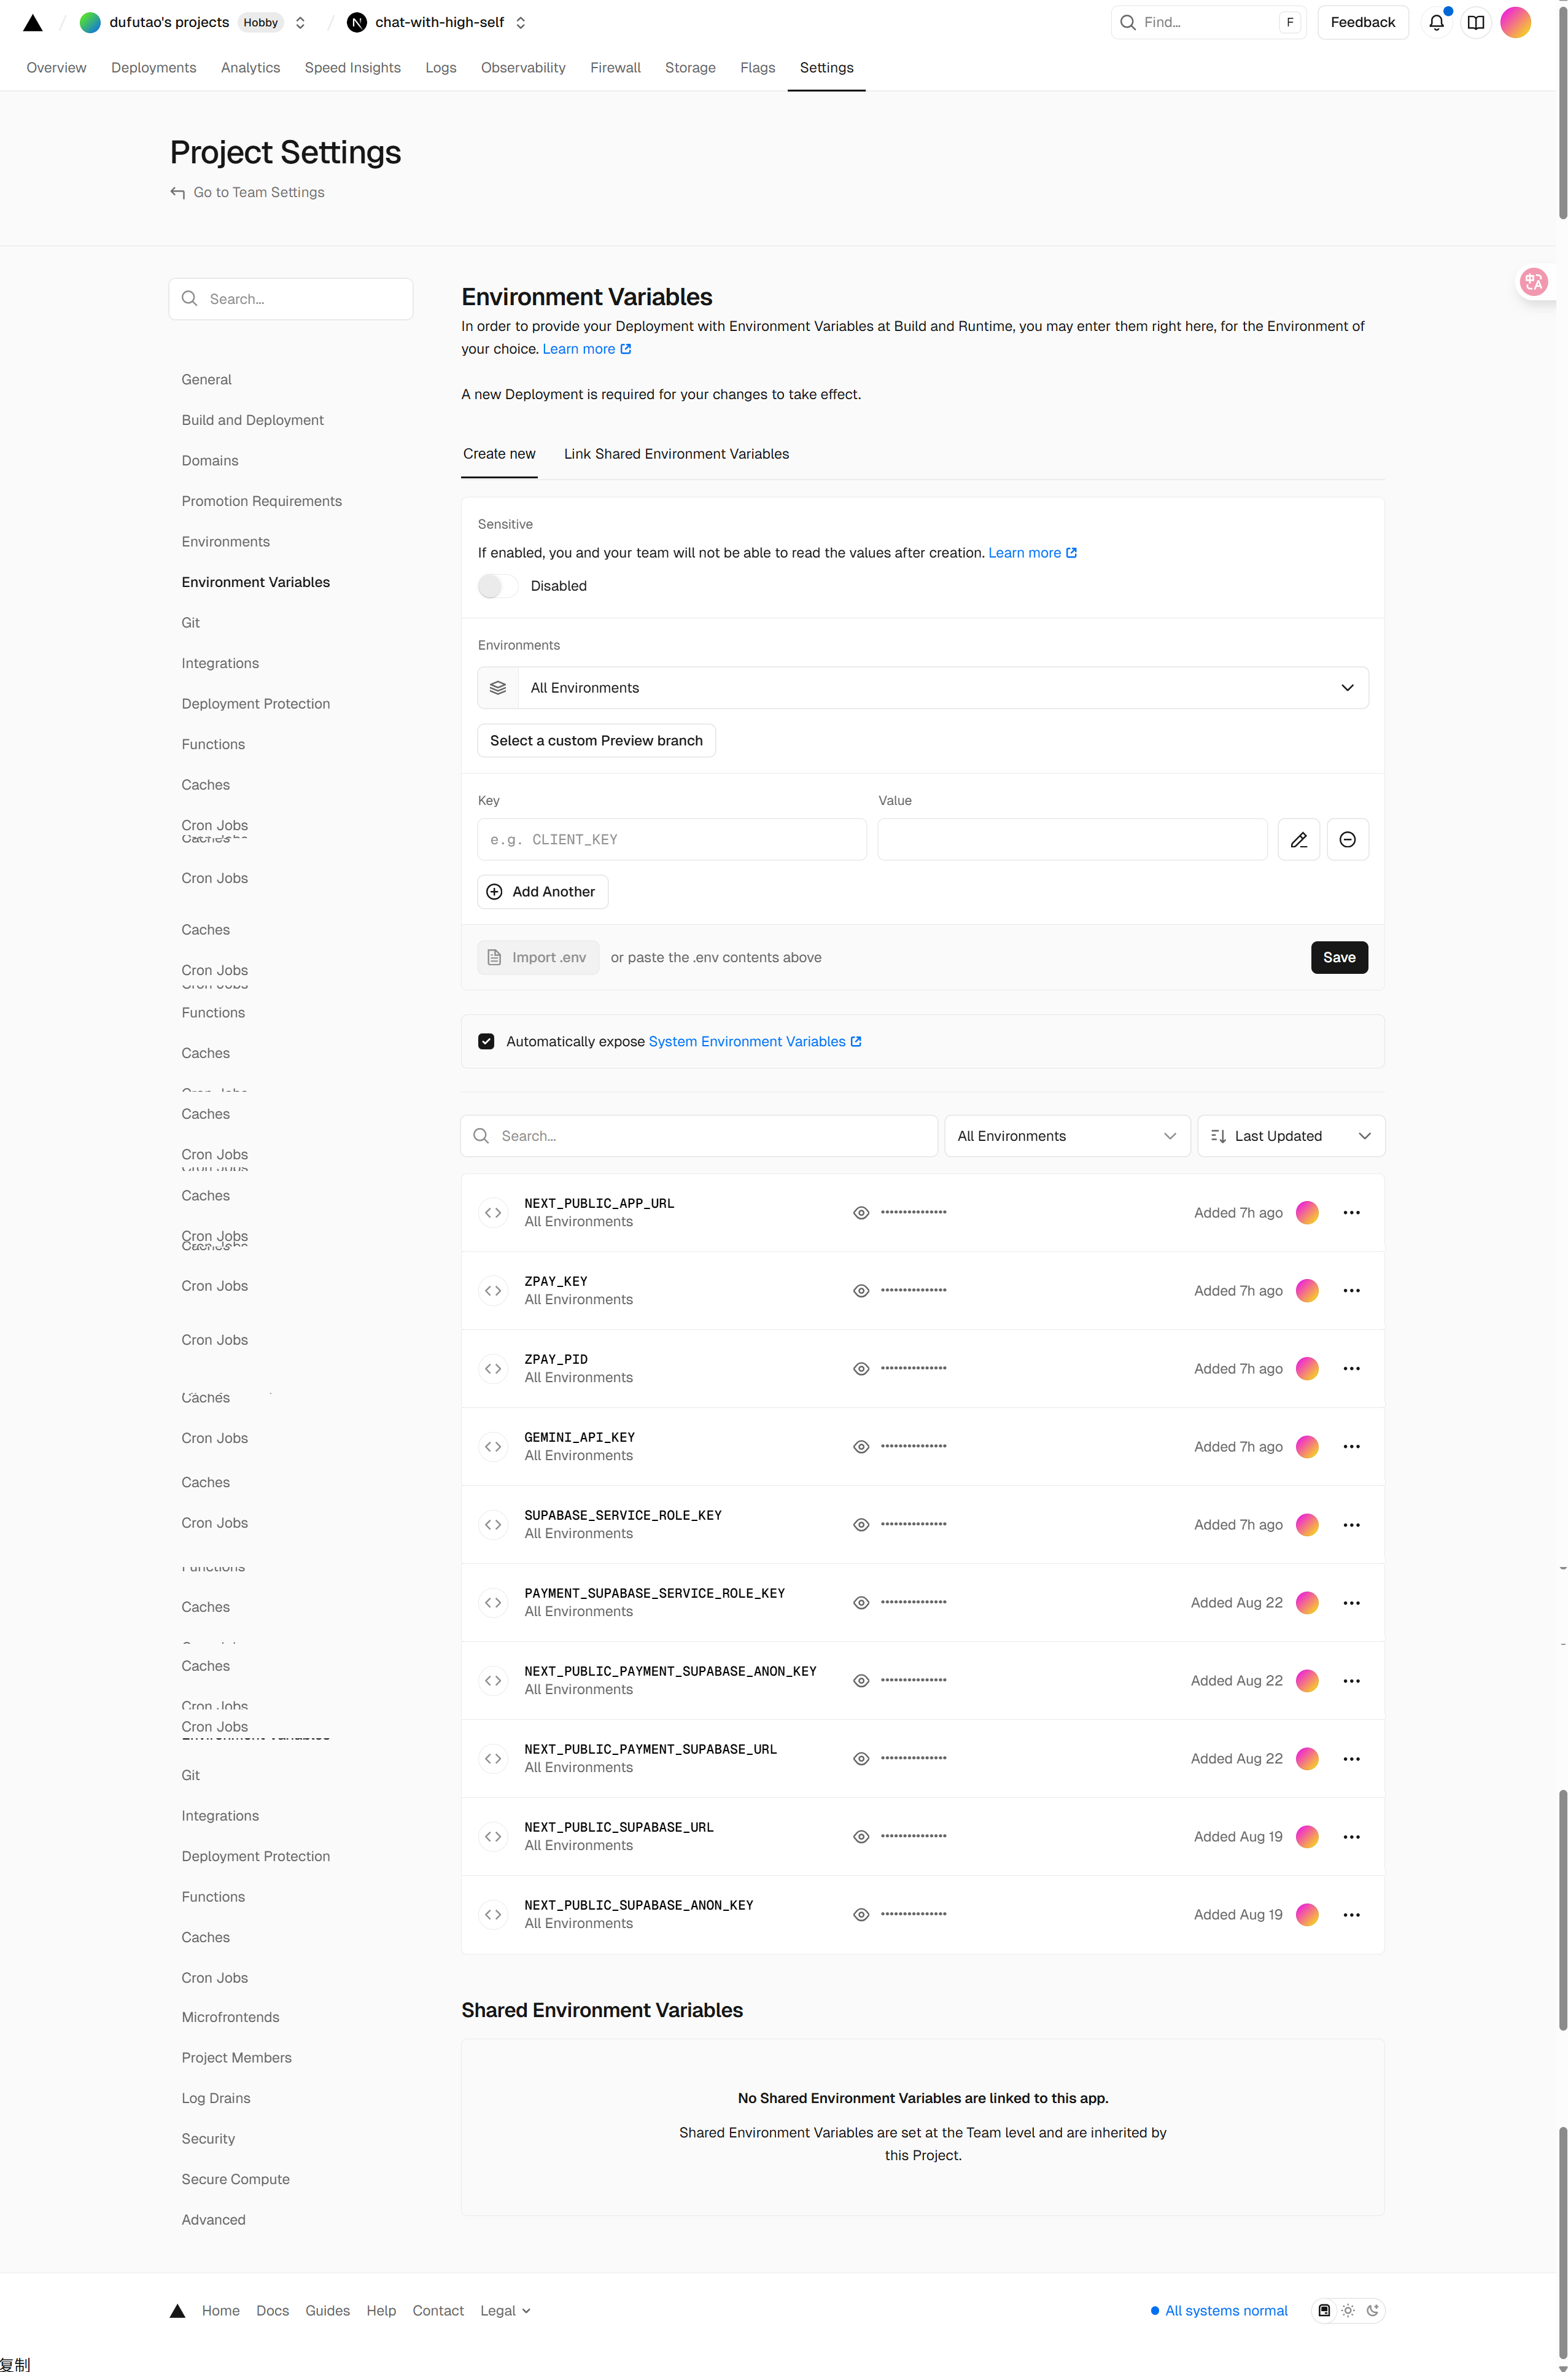 dufutao's projects Hobby
chat-with-high-self
Find...
F
Feedback
Overview
Deployments
Analytics
Speed Insights
Logs
Observability
Firewall
Storage
Flags
Settings
Project Settings
Go to Team Settings
Search...
General
Build and Deployment
Domains
Promotion Requirements
Environments
Environment Variables
Git
Integrations
Deployment Protection
Functions
Caches
Cron Jobs
Cron Jobs
Caches
Cron Jobs
Cron Jobs
Functions
Caches
Cron Jobs
Caches
Cron Jobs
Cron Jobs
Caches
Cron Jobs
Cron Jobs
Cron Jobs
Caches
Cron Jobs
Caches
Cron Jobs
Functions
Caches
Caches
Cron Jobs
Cron Jobs
Environment Variables
Git
Integrations
Deployment Protection
Functions
Caches
Cron Jobs
Microfrontends
Project Members
Log Drains
Security
Secure Compute
Advanced
Environment Variables
In order to provide your Deployment with Environment Variables at Build and Runtime, you may enter them right here, for the Environment of
your choice. Learn more
A new Deployment is required for your changes to take effect.
Create new
Link Shared Environment Variables
Sensitive
If enabled, you and your team will not be able to read the values after creation. Learn more
Disabled
Environments
All Environments
Select a custom Preview branch
Key
Value
e.g. CLIENT_KEY
Add Another
Import .env
or paste the .env contents above
Save
Automatically expose System Environment Variables
Search...
All Environments
Last Updated
NEXT_PUBLIC_APP_URL
All Environments
•••••••••••••••
Added 7h ago
ZPAY_KEY
All Environments
•••••••••••••••
Added 7h ago
ZPAY_PID
All Environments
•••••••••••••••
Added 7h ago
GEMINI_API_KEY
All Environments
•••••••••••••••
Added 7h ago
SUPABASE_SERVICE_ROLE_KEY
All Environments
•••••••••••••••
Added 7h ago
PAYMENT_SUPABASE_SERVICE_ROLE_KEY
All Environments
•••••••••••••••
Added Aug 22
NEXT_PUBLIC_PAYMENT_SUPABASE_ANON_KEY
All Environments
•••••••••••••••
Added Aug 22
NEXT_PUBLIC_PAYMENT_SUPABASE_URL
All Environments
•••••••••••••••
Added Aug 22
NEXT_PUBLIC_SUPABASE_URL
All Environments
•••••••••••••••
Added Aug 19
NEXT_PUBLIC_SUPABASE_ANON_KEY
All Environments
•••••••••••••••
Added Aug 19
Shared Environment Variables
No Shared Environment Variables are linked to this app.
Shared Environment Variables are set at the Team level and are inherited by
this Project.
Home
Docs
Guides
Help
Contact
Legal
All systems normal
复制